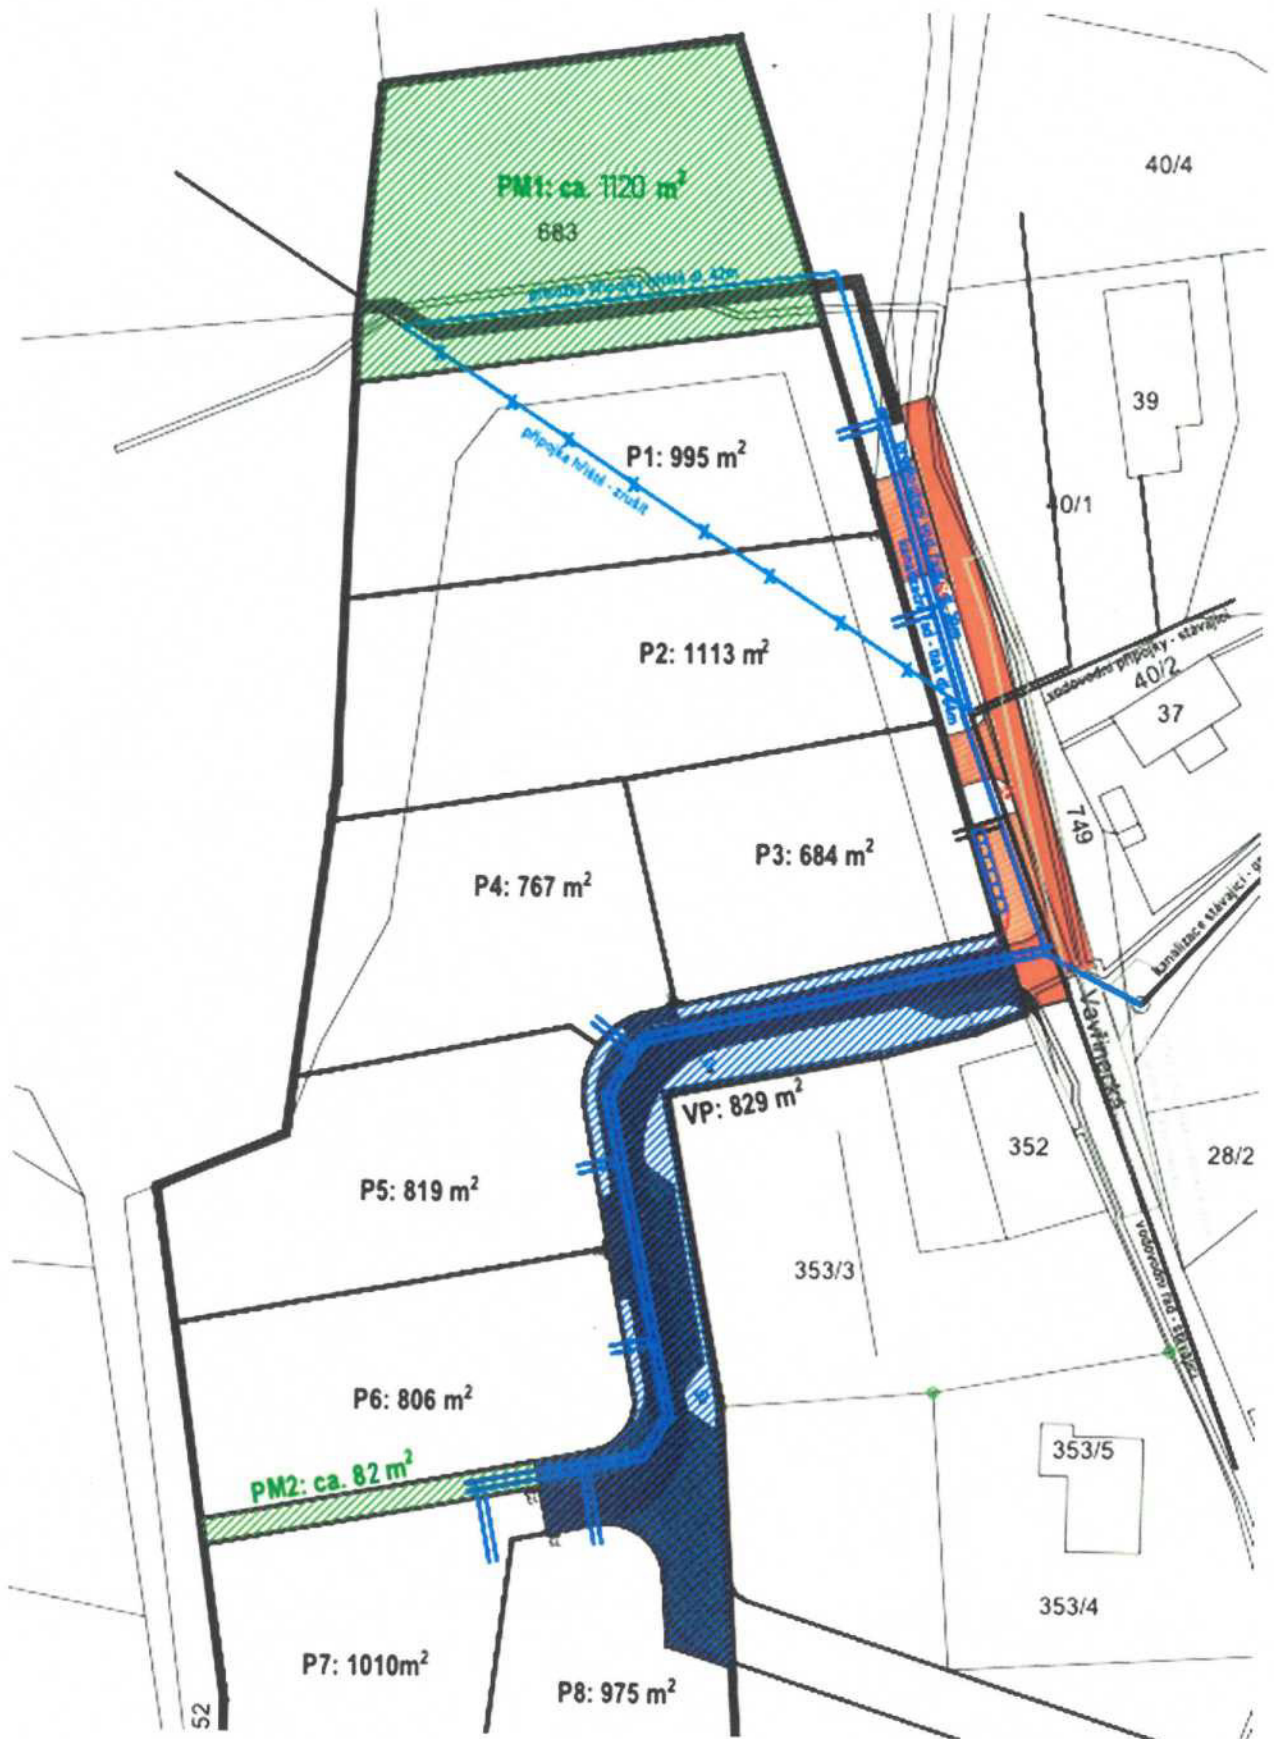 PM1: ca. 1120 m²
683
40/4
39
P1: 995 m²
přípojka hřiště - zrušit
40/1
P2: 1113 m²
vodovodní přípojky - stávající
40/2
37
749
P3: 684 m²
P4: 767 m²
kanalizace stávající
Vavřinecká
VP: 829 m²
352
28/2
P5: 819 m²
353/3
vodovodní řad - stávající
P6: 806 m²
353/5
PM2: ca. 82 m²
353/4
P7: 1010m²
P8: 975 m²
52